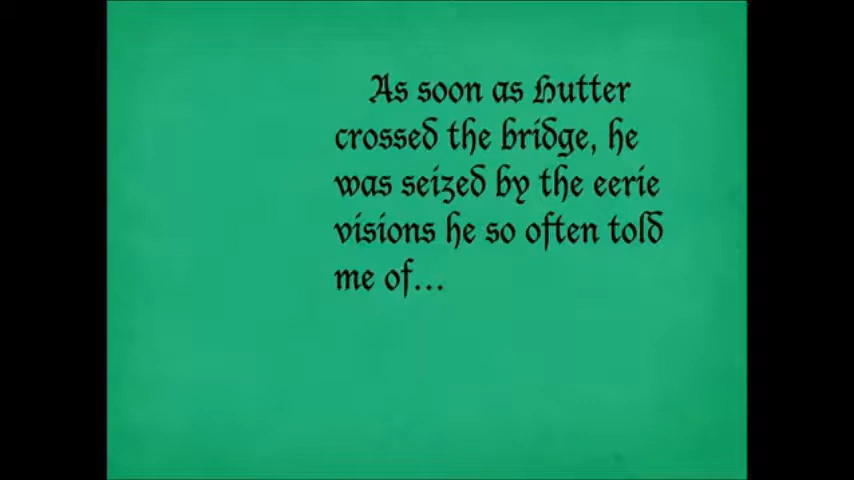 As soon as Hutter
crossed the bridge, he
was seized by the eerie
visions he so often told
me of...